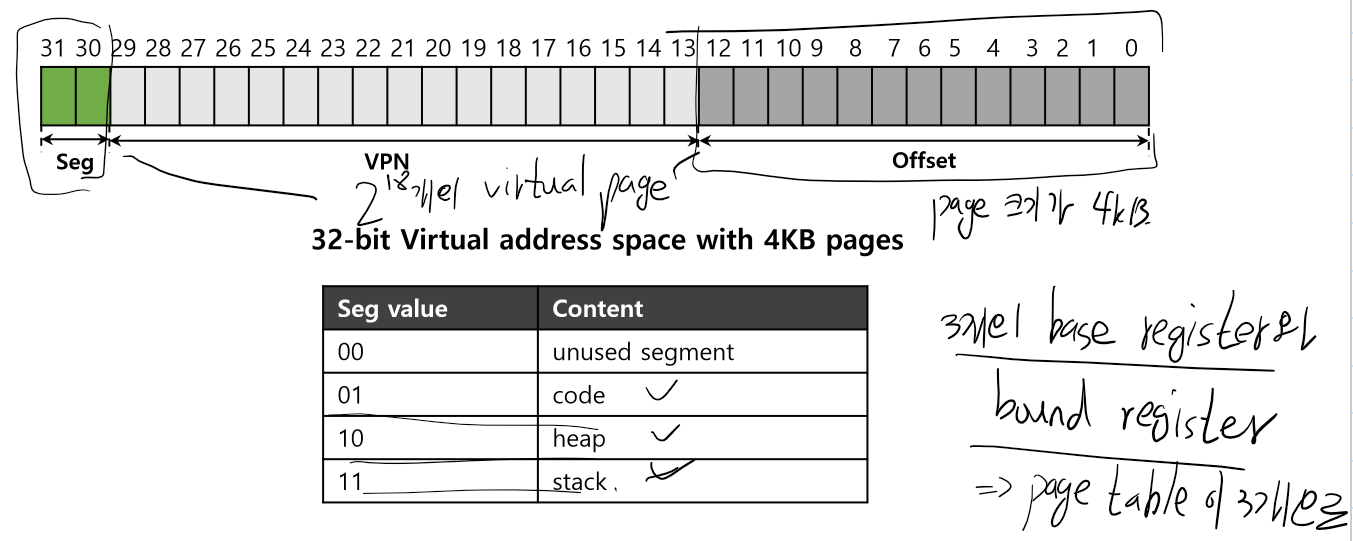 31 30 29 28 27 26 25 24 23 22 21 20 19 18 17 16 15 14 13 12 11 10 9 8 7 6 5 4 3 2 1 0
Seg VPN Offset
2^18개의 virtual page
page 크기가 4kB.
32-bit Virtual address space with 4KB pages
Seg value Content
00 unused segment
01 code
10 heap
11 stack
3개의 base register와
bound register
=> page table이 3개씩으로